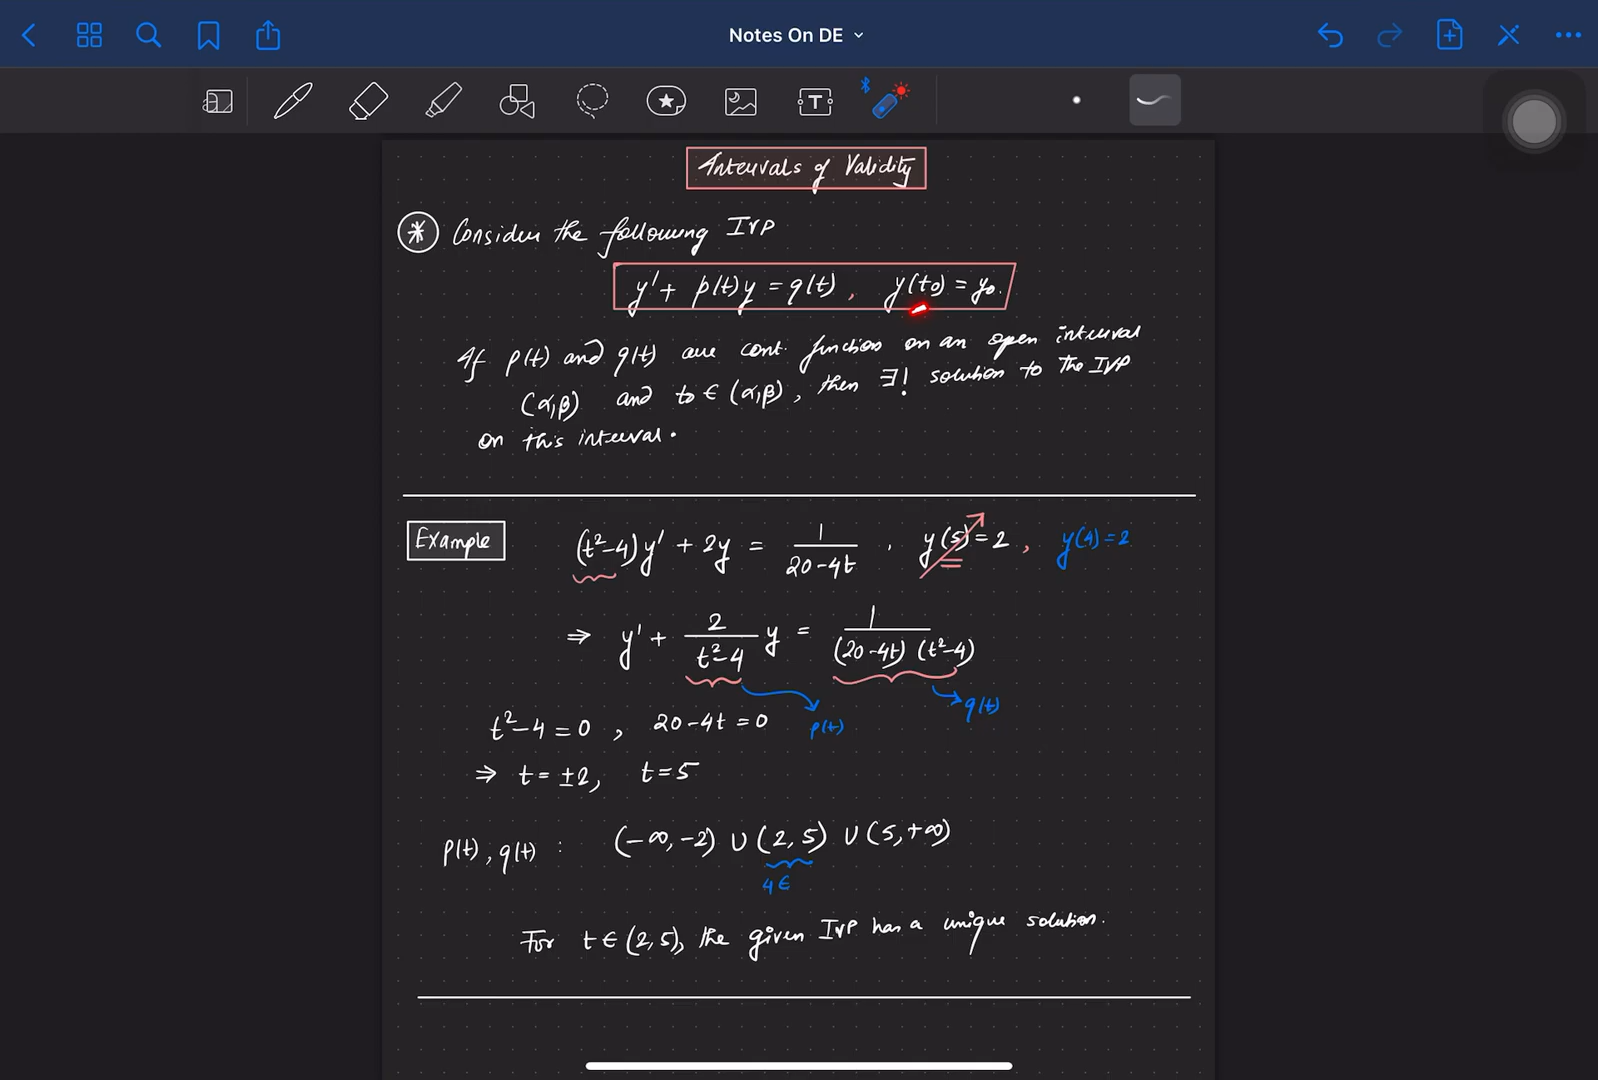 Notes On DE
Intervals of Validity
* Consider the following IVP
y' + p(t)y = q(t), y(t₀) = y₀.
If p(t) and q(t) are cont. functions on an open interval
(α,β) and t₀ ∈ (α,β), then ∃! solution to the IVP
on this interval.
Example (t²-4)y' + 2y = 1/(20-4t), y(5)=2, y(4)=2
⇒ y' + 2/(t²-4) y = 1/((20-4t)(t²-4))
p(t) q(t)
t²-4=0, 20-4t=0
⇒ t=±2, t=5
p(t), q(t): (-∞,-2) ∪ (2,5) ∪ (5,+∞)
4∈
For t∈(2,5), the given IVP has a unique solution.